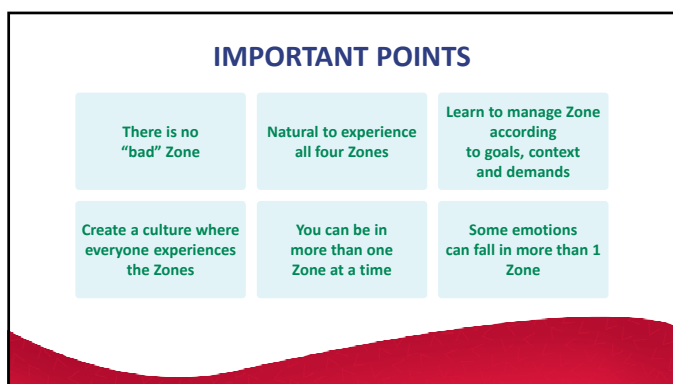 IMPORTANT POINTS
There is no
“bad” Zone
Natural to experience
all four Zones
Learn to manage Zone
according
to goals, context
and demands
Create a culture where
everyone experiences
the Zones
You can be in
more than one
Zone at a time
Some emotions
can fall in more than 1
Zone